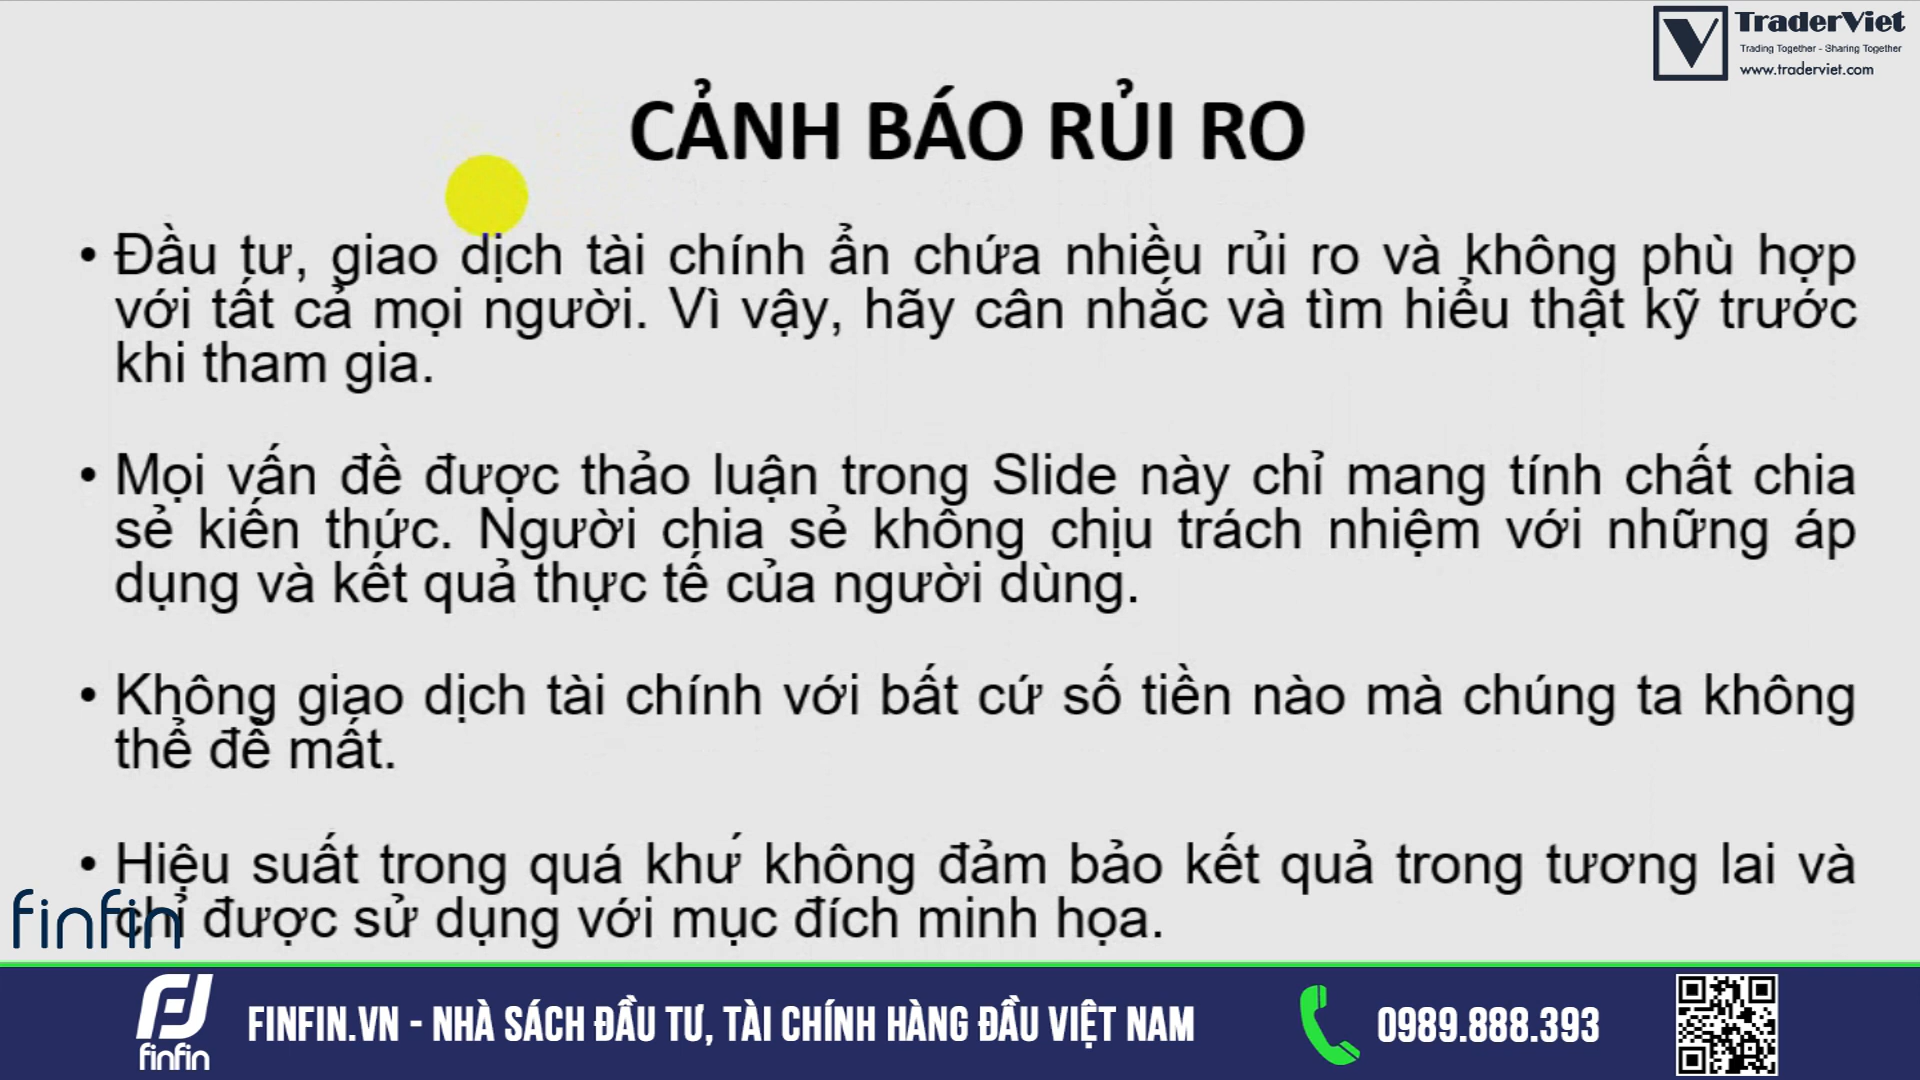 TraderViet
Trading Together - Sharing Together
www.traderviet.com
CẢNH BÁO RỦI RO
• Đầu tư, giao dịch tài chính ẩn chứa nhiều rủi ro và không phù hợp
với tất cả mọi người. Vì vậy, hãy cân nhắc và tìm hiểu thật kỹ trước
khi tham gia.
• Mọi vấn đề được thảo luận trong Slide này chỉ mang tính chất chia
sẻ kiến thức. Người chia sẻ không chịu trách nhiệm với những áp
dụng và kết quả thực tế của người dùng.
• Không giao dịch tài chính với bất cứ số tiền nào mà chúng ta không
thể để mất.
• Hiệu suất trong quá khứ không đảm bảo kết quả trong tương lai và
chỉ được sử dụng với mục đích minh họa.
finfin
finfin
FINFIN.VN - NHÀ SÁCH ĐẦU TƯ, TÀI CHÍNH HÀNG ĐẦU VIỆT NAM
0989.888.393